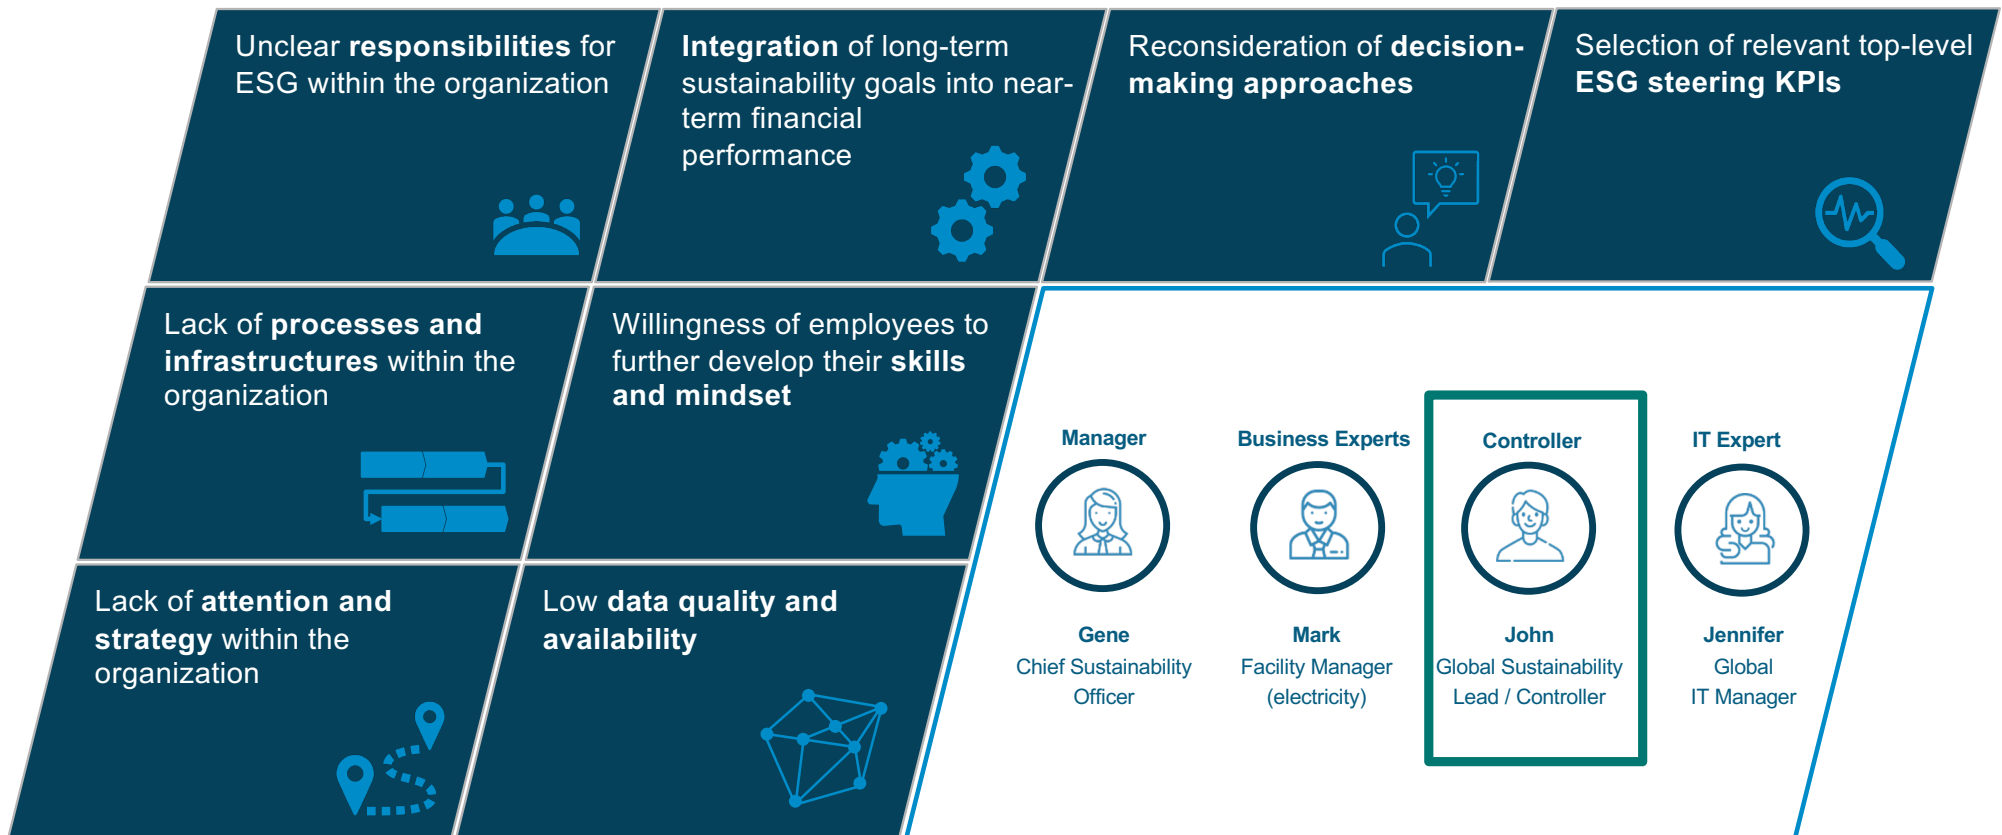 Unclear responsibilities for
ESG within the organization
Integration of long-term
sustainability goals into near-
term financial
performance
Reconsideration of decision-
making approaches
Selection of relevant top-level
ESG steering KPIs
Lack of processes and
infrastructures within the
organization
Willingness of employees to
further develop their skills
and mindset
Lack of attention and
strategy within the
organization
Low data quality and
availability
Manager
Gene
Chief Sustainability
Officer
Business Experts
Mark
Facility Manager
(electricity)
Controller
John
Global Sustainability
Lead / Controller
IT Expert
Jennifer
Global
IT Manager